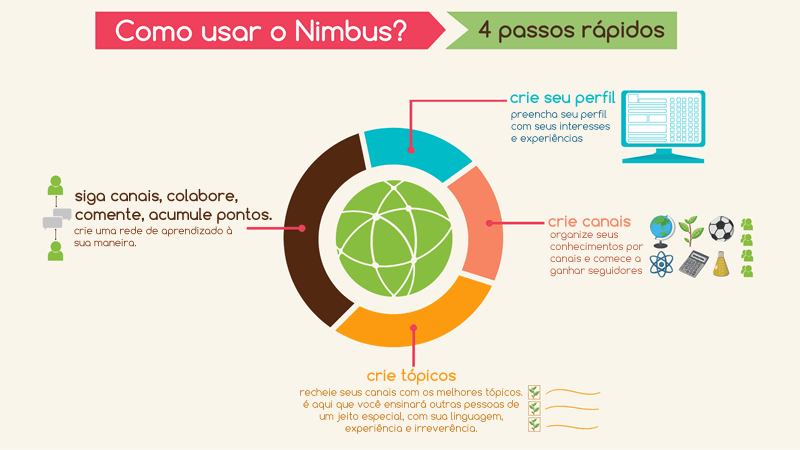 Como usar o Nimbus?
4 passos rápidos
crie seu perfil
preencha seu perfil
com seus interesses
e experiências
crie canais
organize seus
conhecimentos por
canais e comece a
ganhar seguidores
crie tópicos
recheie seus canais com os melhores tópicos.
é aqui que você ensinará outras pessoas de
um jeito especial, com sua linguagem,
experiência e irreverência.
siga canais, colabore,
comente, acumule pontos.
crie uma rede de aprendizado à
sua maneira.